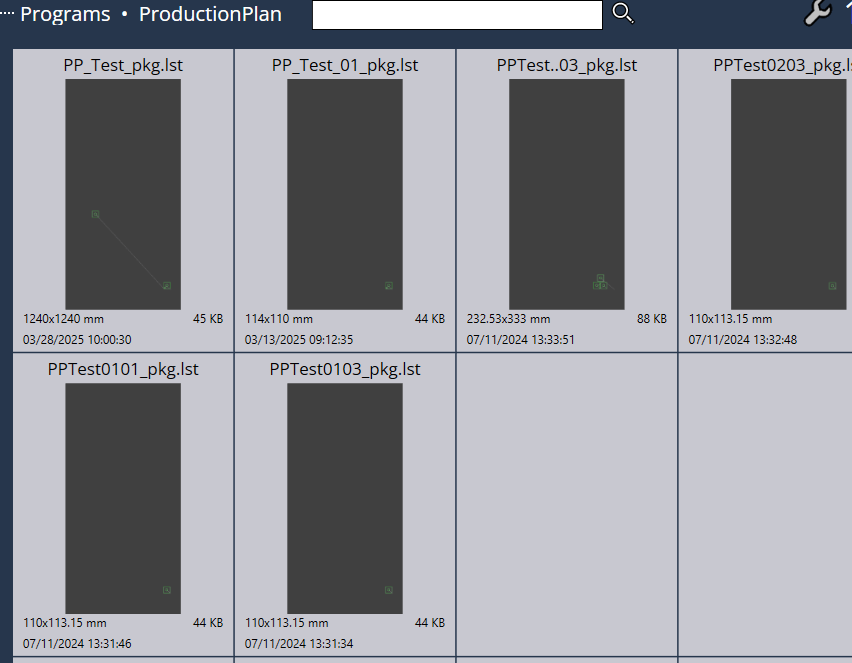 Programs • ProductionPlan
PP_Test_pkg.lst
PP_Test_01_pkg.lst
PPTest..03_pkg.lst
PPTest0203_pkg.ls
1240x1240 mm 45 KB
114x110 mm 44 KB
232.53x333 mm 88 KB
110x113.15 mm
03/28/2025 10:00:30
03/13/2025 09:12:35
07/11/2024 13:33:51
07/11/2024 13:32:48
PPTest0101_pkg.lst
PPTest0103_pkg.lst
110x113.15 mm 44 KB
110x113.15 mm 44 KB
07/11/2024 13:31:46
07/11/2024 13:31:34